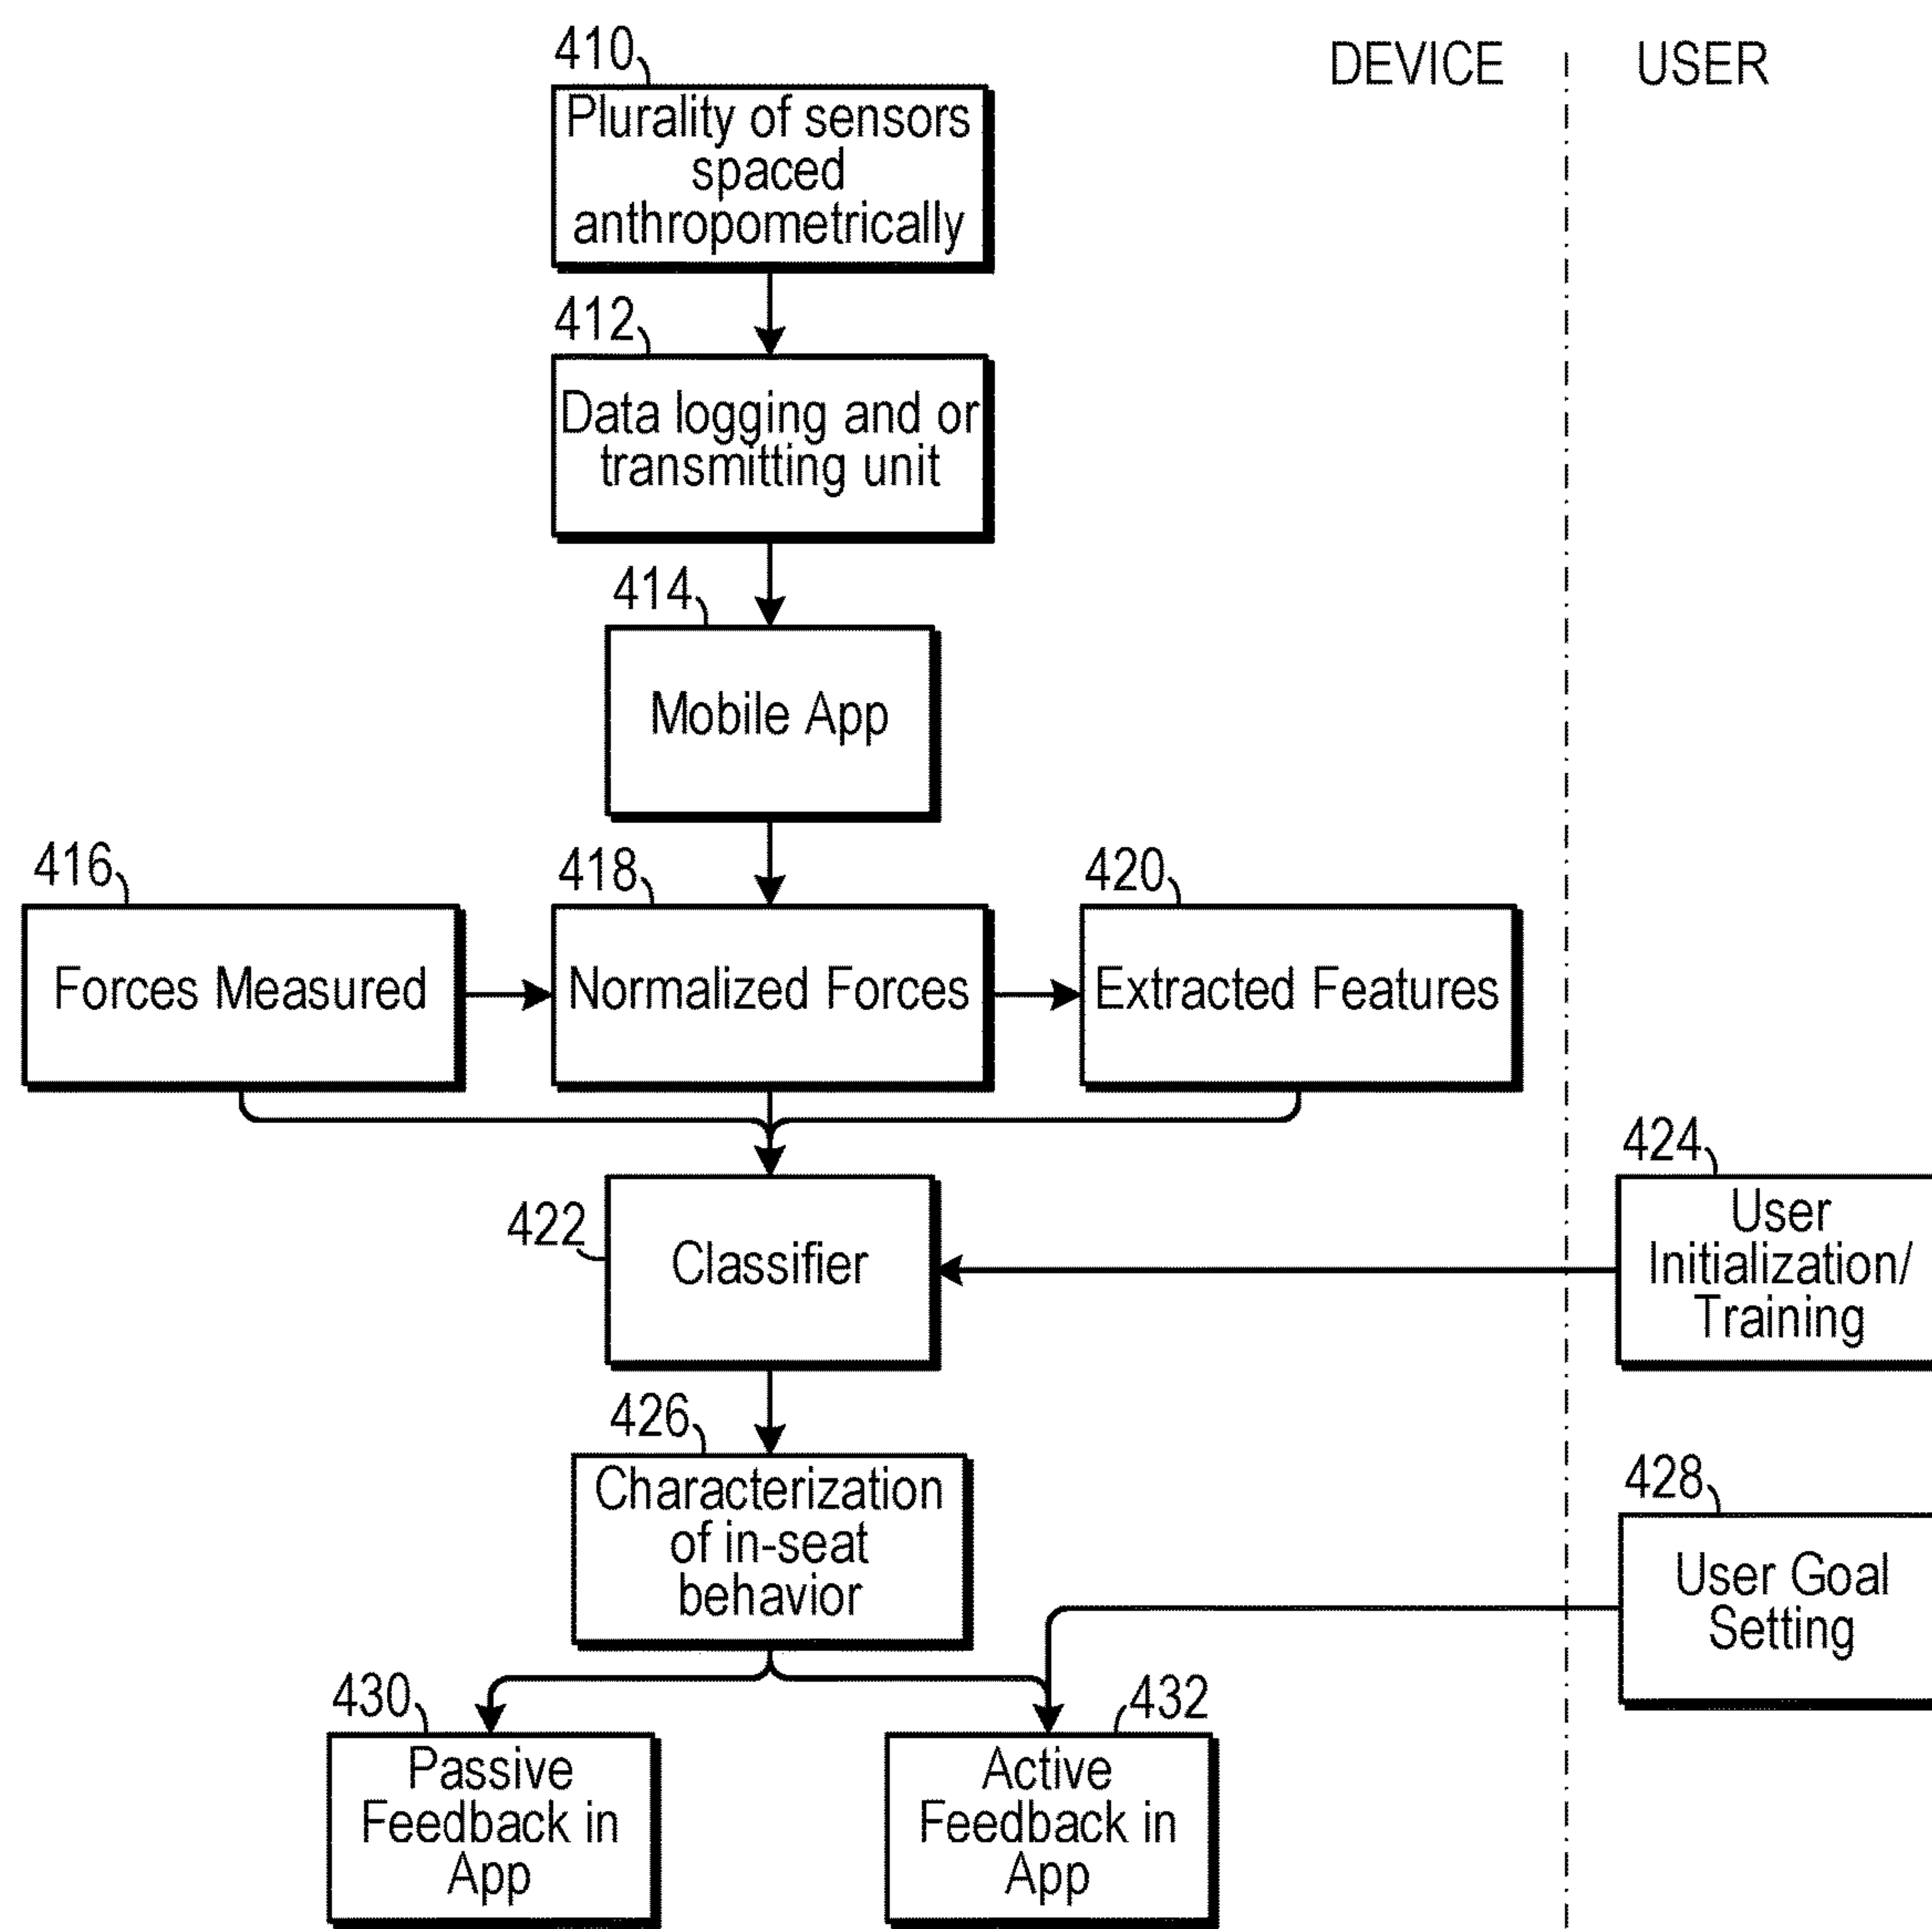 410
DEVICE
USER
Plurality of sensors
spaced
anthropometrically
412
Data logging and or
transmitting unit
414
Mobile App
416
418
420
Forces Measured
Normalized Forces
Extracted Features
424
422
Classifier
User
Initialization/
Training
426
Characterization
of in-seat
behavior
428
User Goal
Setting
430
432
Passive
Feedback in
App
Active
Feedback in
App